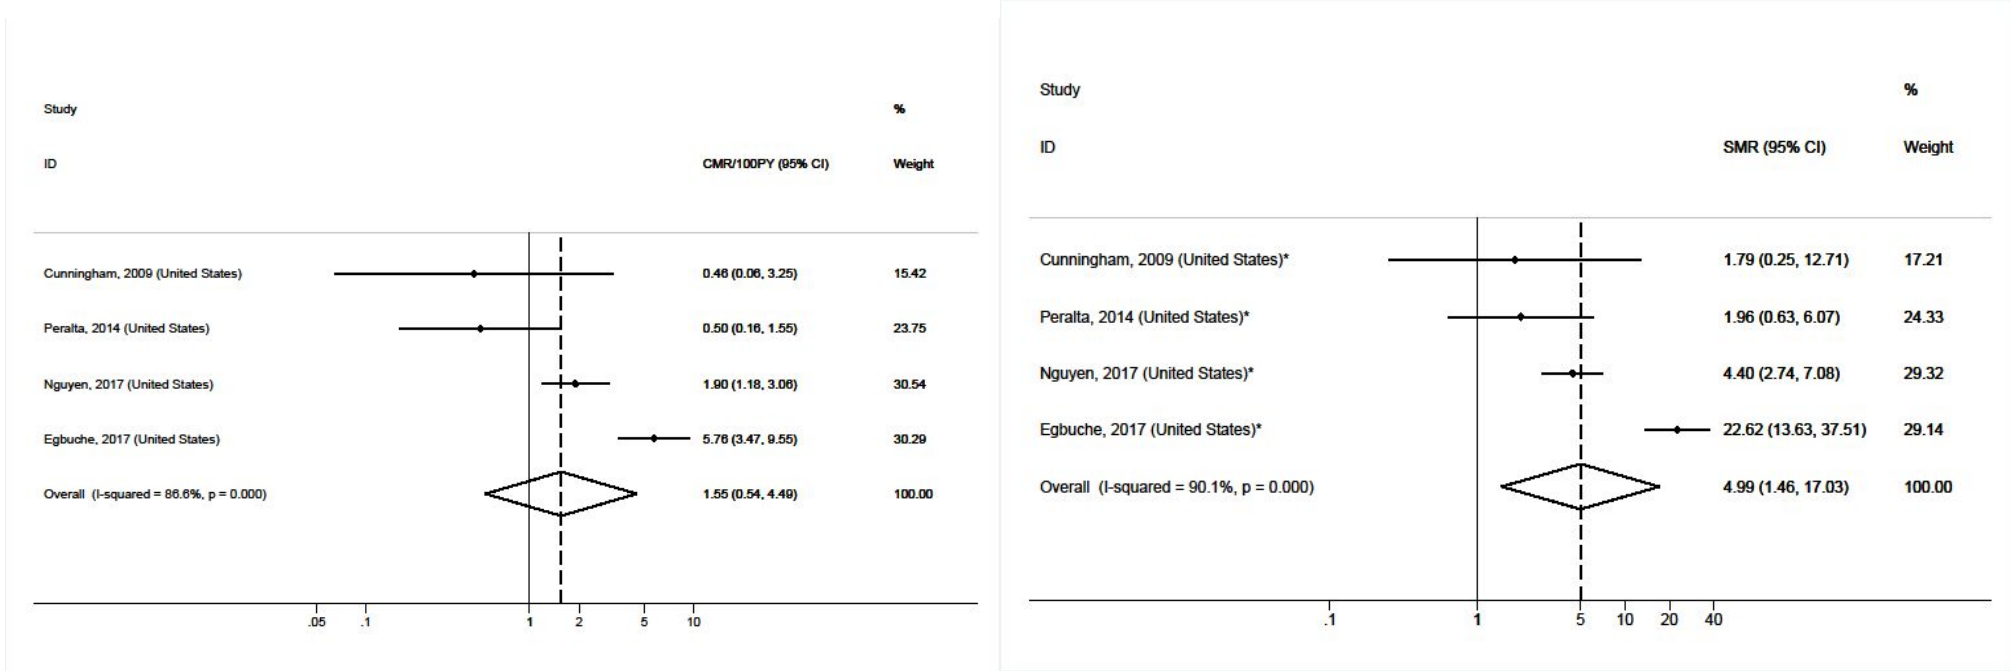 Study %
ID CMR/100PY (95% CI) Weight
Cunningham, 2009 (United States) 0.46 (0.06, 3.25) 15.42
Peralta, 2014 (United States) 0.50 (0.16, 1.55) 23.75
Nguyen, 2017 (United States) 1.90 (1.18, 3.06) 30.54
Egbuche, 2017 (United States) 5.76 (3.47, 9.55) 30.29
Overall (I-squared = 86.6%, p = 0.000) 1.55 (0.54, 4.49) 100.00
.05 .1 1 2 5 10
Study %
ID SMR (95% CI) Weight
Cunningham, 2009 (United States)* 1.79 (0.25, 12.71) 17.21
Peralta, 2014 (United States)* 1.96 (0.63, 6.07) 24.33
Nguyen, 2017 (United States)* 4.40 (2.74, 7.08) 29.32
Egbuche, 2017 (United States)* 22.62 (13.63, 37.51) 29.14
Overall (I-squared = 90.1%, p = 0.000) 4.99 (1.46, 17.03) 100.00
.1 1 5 10 20 40